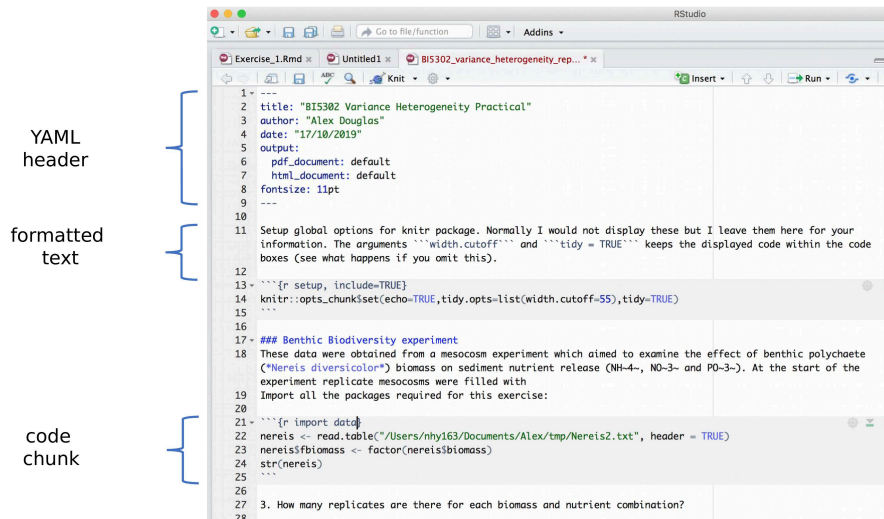 RStudio
Go to file/function
Addins
Exercise_1.Rmd
Untitled1
BI5302_variance_heterogeneity_rep...*
ABC
Knit
Insert
Run
YAML
header
1 ---
2 title: "BI5302 Variance Heterogeneity Practical"
3 author: "Alex Douglas"
4 date: "17/10/2019"
5 output:
6 pdf_document: default
7 html_document: default
8 fontsize: 11pt
9 ---
10
formatted
text
11 Setup global options for knitr package. Normally I would not display these but I leave them here for your
information. The arguments ```width.cutoff``` and ```tidy = TRUE``` keeps the displayed code within the code
boxes (see what happens if you omit this).
12
13 ```{r setup, include=TRUE}
14 knitr::opts_chunk$set(echo=TRUE,tidy.opts=list(width.cutoff=55),tidy=TRUE)
15 ```
16
17 ### Benthic Biodiversity experiment
18 These data were obtained from a mesocosm experiment which aimed to examine the effect of benthic polychaete
(*Nereis diversicolor*) biomass on sediment nutrient release (NH~4~, NO~3~ and PO~3~). At the start of the
experiment replicate mesocosms were filled with
19 Import all the packages required for this exercise:
20
code
chunk
21 ```{r import data}
22 nereis <- read.table("/Users/nhy163/Documents/Alex/tmp/Nereis2.txt", header = TRUE)
23 nereis$fbiomass <- factor(nereis$biomass)
24 str(nereis)
25 ```
26
27 3. How many replicates are there for each biomass and nutrient combination?
28